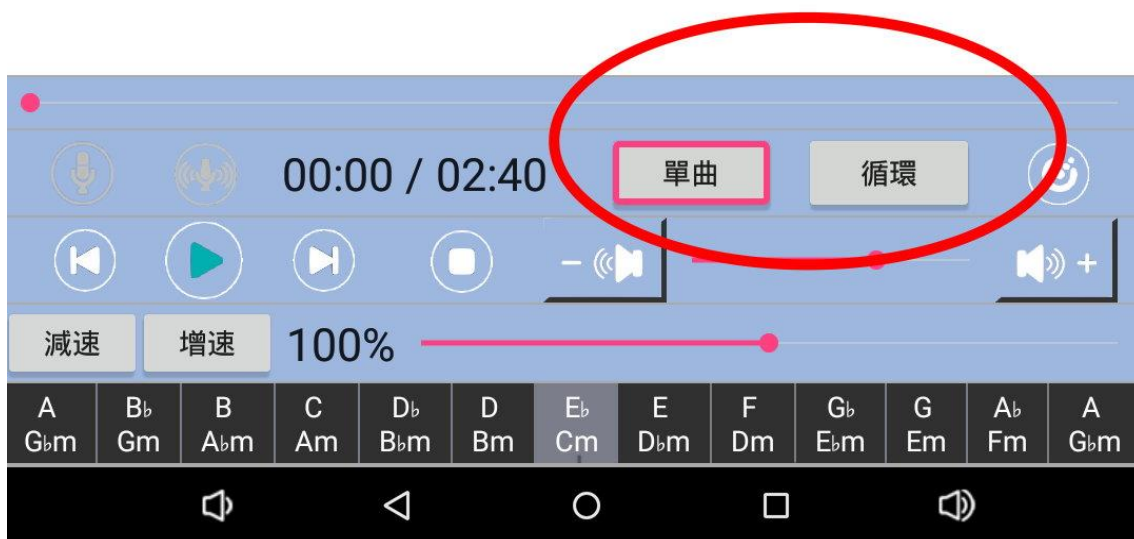 00:00 / 02:40 單曲 循環
- +
減速 增速 100%
A B♭ B C D♭ D E♭ E F G♭ G A♭ A
G♭m Gm A♭m Am B♭m Bm Cm D♭m Dm E♭m Em Fm G♭m